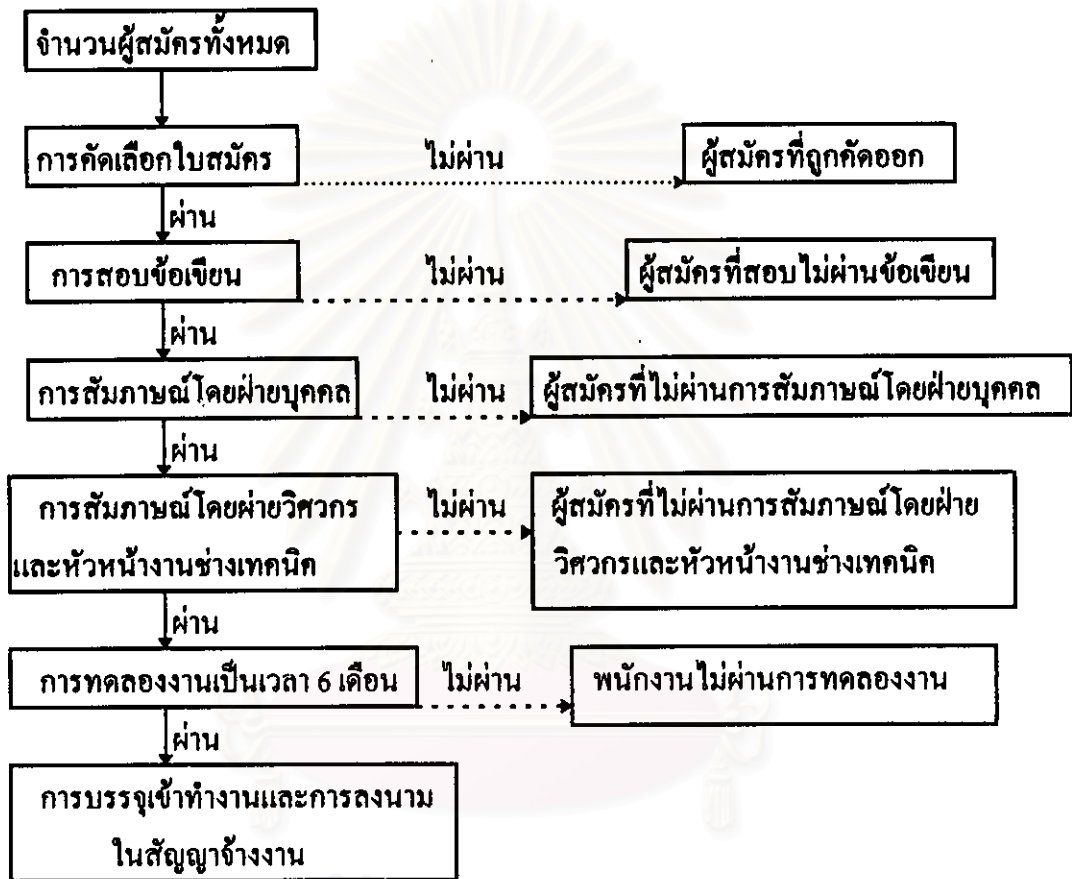 จำนวนผู้สมัครทั้งหมด
การคัดเลือกใบสมัคร
ไม่ผ่าน
ผู้สมัครที่ถูกคัดออก
ผ่าน
การสอบข้อเขียน
ไม่ผ่าน
ผู้สมัครที่สอบไม่ผ่านข้อเขียน
ผ่าน
การสัมภาษณ์โดยฝ่ายบุคคล
ไม่ผ่าน
ผู้สมัครที่ไม่ผ่านการสัมภาษณ์โดยฝ่ายบุคคล
ผ่าน
การสัมภาษณ์โดยผ่ายวิศวกร
และหัวหน้างานช่างเทคนิค
ไม่ผ่าน
ผู้สมัครที่ไม่ผ่านการสัมภาษณ์โดยฝ่าย
วิศวกรและหัวหน้างานช่างเทคนิค
ผ่าน
การทดลองงานเป็นเวลา 6 เดือน
ไม่ผ่าน
พนักงานไม่ผ่านการทดลองงาน
ผ่าน
การบรรจุเข้าทำงานและการลงนาม
ในสัญญาจ้างงาน